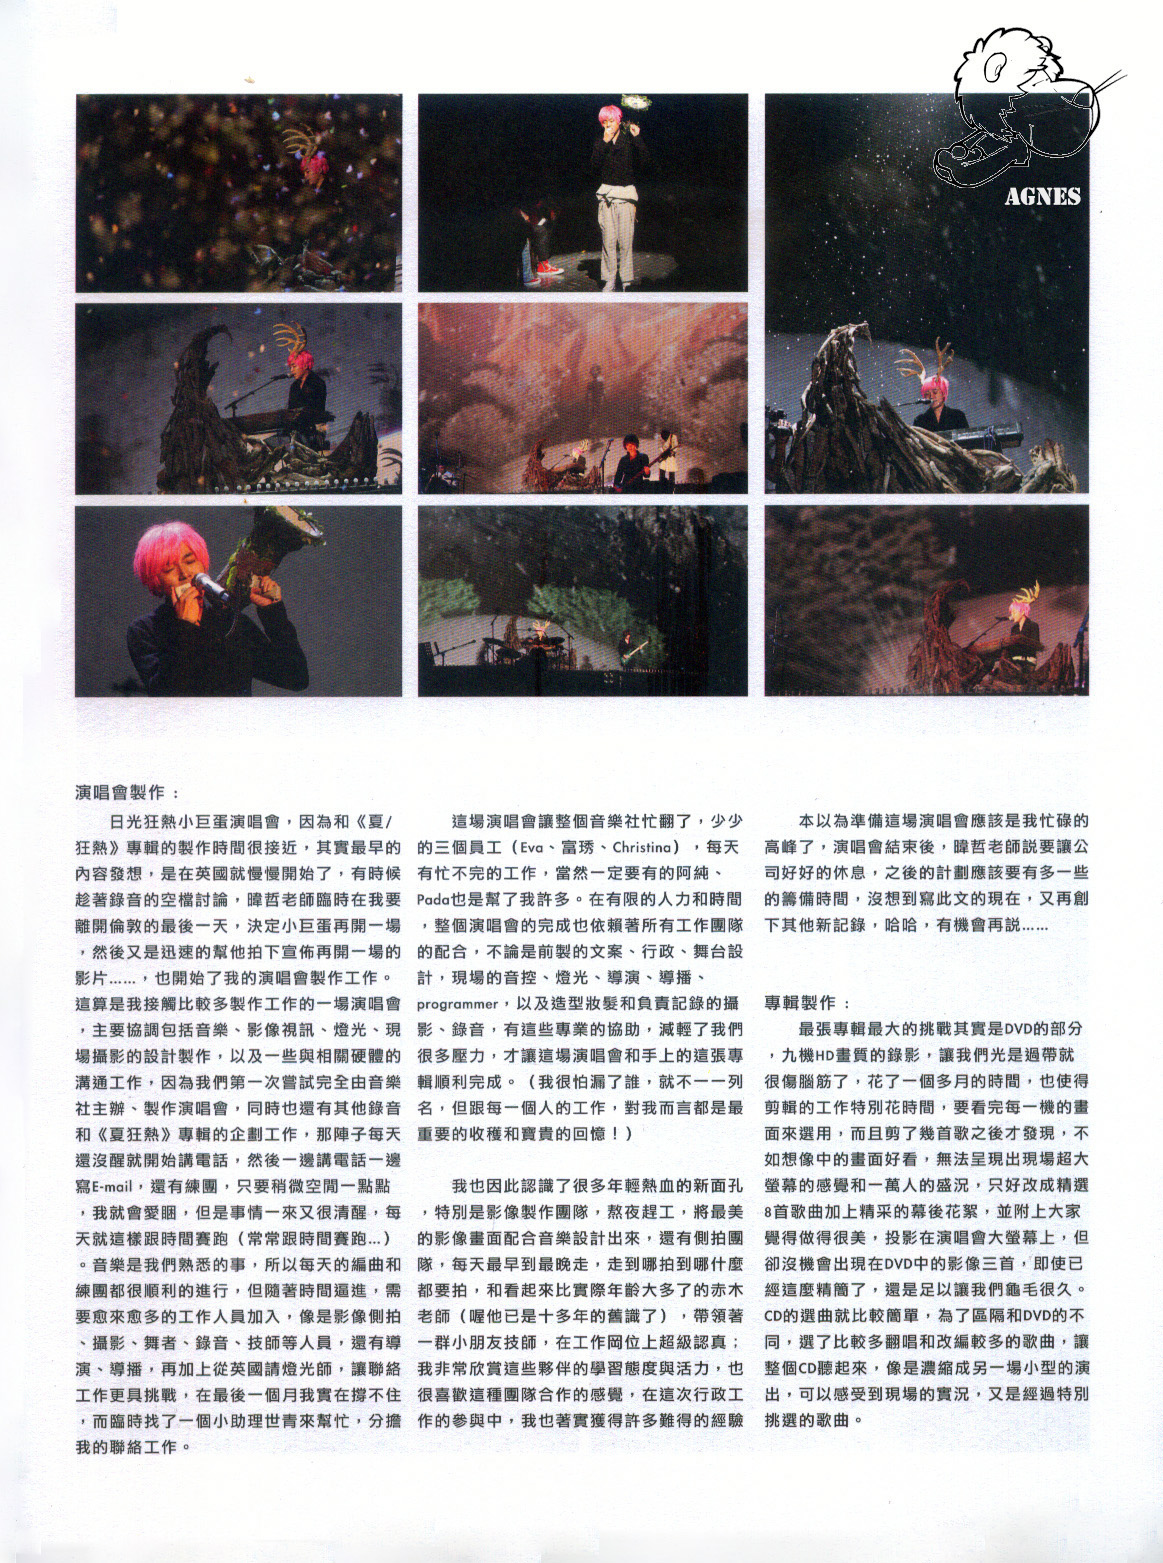 AGNES
演唱會製作：
日光狂熱小巨蛋演唱會，因為和《夏/
狂熱》專輯的製作時間很接近，其實最早的
內容發想，是在英國就慢慢開始了，有時候
趁著錄音的空檔討論，暐哲老師臨時在我要
離開倫敦的最後一天，決定小巨蛋再開一場
，然後又是迅速的幫他拍下宣佈再開一場的
影片……，也開始了我的演唱會製作工作。
這算是我接觸比較多製作工作的一場演唱會
，主要協調包括音樂、影像視訊、燈光、現
場攝影的設計製作，以及一些與相關硬體的
溝通工作，因為我們第一次嘗試完全由音樂
社主辦、製作演唱會，同時也還有其他錄音
和《夏狂熱》專輯的企劃工作，那陣子每天
還沒醒就開始講電話，然後一邊講電話一邊
寫E-mail，還有練團，只要稍微空閒一點點
，我就會愛睏，但是事情一來又很清醒，每
天就這樣跟時間賽跑（常常跟時間賽跑…）
。音樂是我們熟悉的事，所以每天的編曲和
練團都很順利的進行，但隨著時間逼進，需
要愈來愈多的工作人員加入，像是影像側拍
、攝影、舞者、錄音、技師等人員，還有導
演、導播，再加上從英國請燈光師，讓聯絡
工作更具挑戰，在最後一個月我實在撐不住
，而臨時找了一個小助理世青來幫忙，分擔
我的聯絡工作。
這場演唱會讓整個音樂社忙翻了，少少
的三個員工（Eva、富琇、Christina），每天
有忙不完的工作，當然一定要有的阿純、
Pada也是幫了我許多。在有限的人力和時間
，整個演唱會的完成也依賴著所有工作團隊
的配合，不論是前製的文案、行政、舞台設
計，現場的音控、燈光、導演、導播、
programmer，以及造型妝髮和負責記錄的攝
影、錄音，有這些專業的協助，減輕了我們
很多壓力，才讓這場演唱會和手上的這張專
輯順利完成。（我很怕漏了誰，就不一一列
名，但跟每一個人的工作，對我而言都是最
重要的收穫和寶貴的回憶！）
我也因此認識了很多年輕熱血的新面孔
，特別是影像製作團隊，熬夜趕工，將最美
的影像畫面配合音樂設計出來，還有側拍團
隊，每天最早到最晚走，走到哪拍到哪什麼
都要拍，和看起來比實際年齡大多了的赤木
老師（喔他已是十多年的舊識了），帶領著
一群小朋友技師，在工作岡位上超級認真；
我非常欣賞這些夥伴的學習態度與活力，也
很喜歡這種團隊合作的感覺，在這次行政工
作的參與中，我也著實獲得許多難得的經驗
本以為準備這場演唱會應該是我忙碌的
高峰了，演唱會結束後，暐哲老師說要讓公
司好好的休息，之後的計劃應該要有多一些
的籌備時間，沒想到寫此文的現在，又再創
下其他新記錄，哈哈，有機會再說……
專輯製作：
最張專輯最大的挑戰其實是DVD的部分
，九機HD畫質的錄影，讓我們光是過帶就
很傷腦筋了，花了一個多月的時間，也使得
剪輯的工作特別花時間，要看完每一機的畫
面來選用，而且剪了幾首歌之後才發現，不
如想像中的畫面好看，無法呈現出現場超大
螢幕的感覺和一萬人的盛況，只好改成精選
8首歌曲加上精采的幕後花絮，並附上大家
覺得做得很美，投影在演唱會大螢幕上，但
卻沒機會出現在DVD中的影像三首，即使已
經這麼精簡了，還是足以讓我們龜毛很久。
CD的選曲就比較簡單，為了區隔和DVD的不
同，選了比較多翻唱和改編較多的歌曲，讓
整個CD聽起來，像是濃縮成另一場小型的演
出，可以感受到現場的實況，又是經過特別
挑選的歌曲。